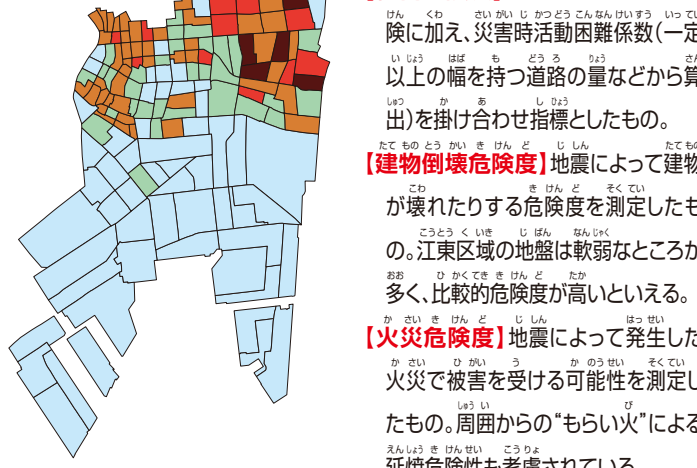 険に加え、災害時活動困難係数(一定
以上の幅を持つ道路の量などから算
出)を掛け合わせ指標としたもの。
【建物倒壊危険度】地震によって建物
が壊れたりする危険度を測定したも
の。江東区域の地盤は軟弱なところが
多く、比較的危険度が高いといえる。
【火災危険度】地震によって発生した
火災で被害を受ける可能性を測定し
たもの。周囲からの“もらい火”による
延焼危険性も考慮されている。